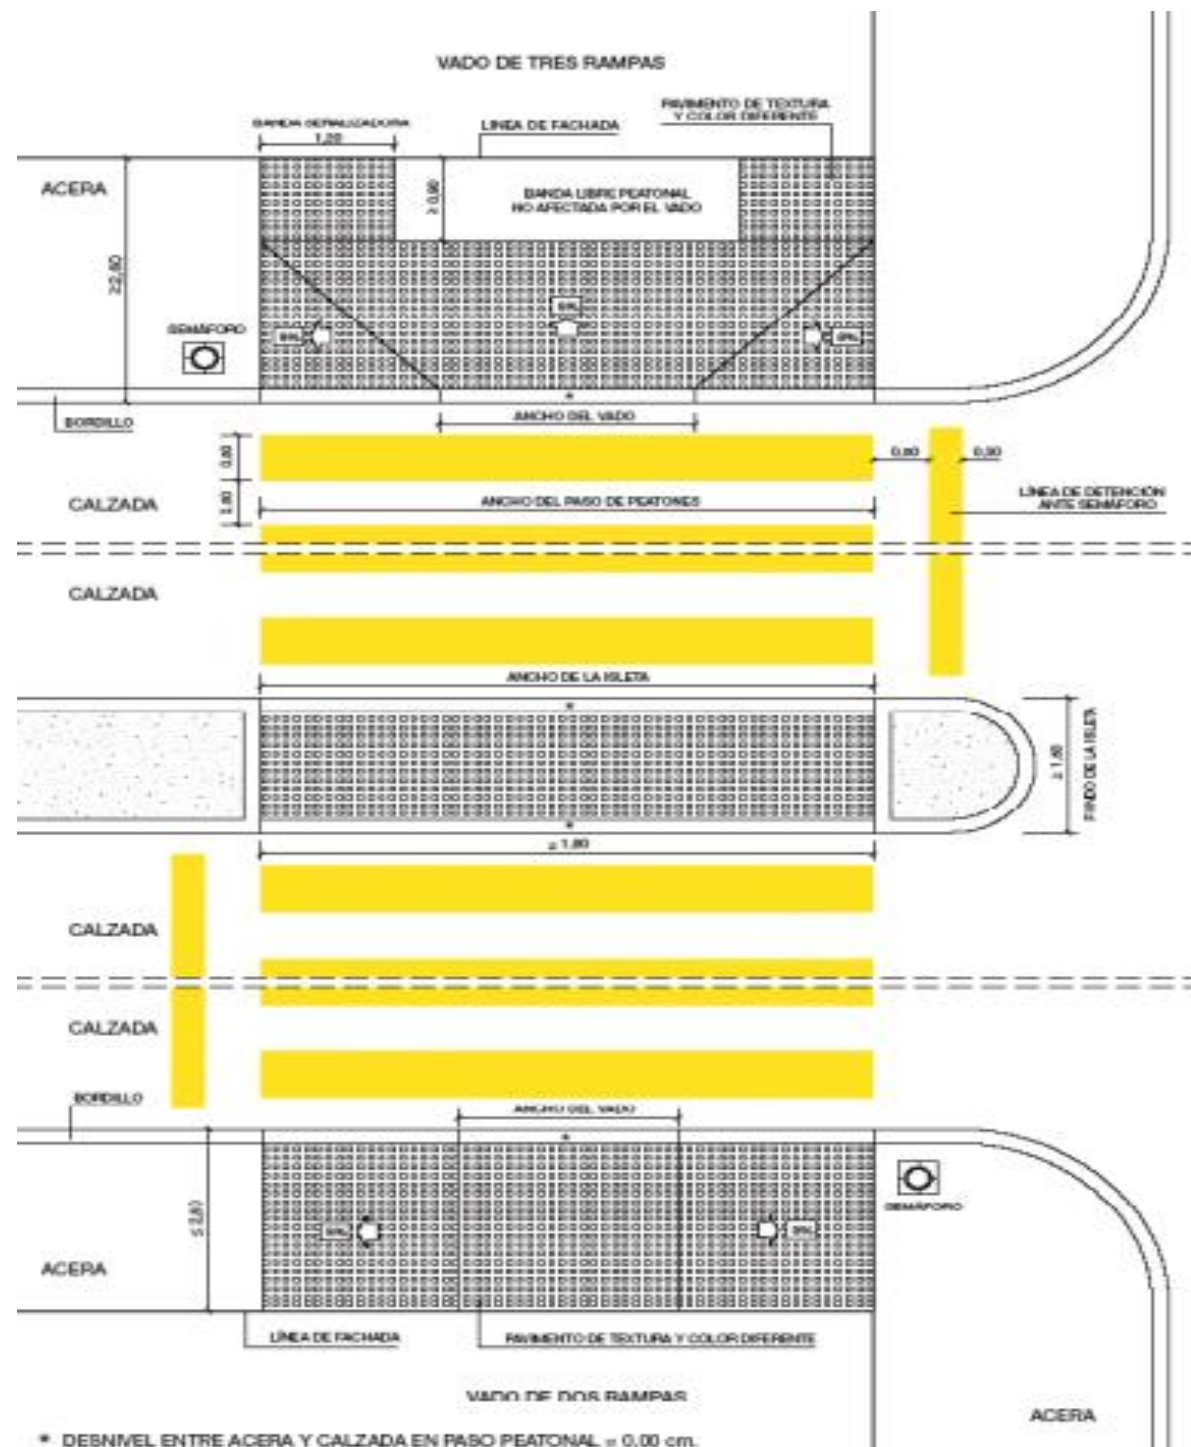 VADO DE TRES RAMPAS
PAVIMENTO DE TEXTURA
Y COLOR DIFERENTE
BANDA SEÑALIZADORA
1,20
LINEA DE FACHADA
ACERA
BANDA LIBRE PEATONAL
NO AFECTADA POR EL VADO
≥ 0,90
SEMÁFORO
BORDILLO
ANCHO DEL VADO
CALZADA
ANCHO DEL PASO DE PEATONES
LÍNEA DE DETENCIÓN
ANTE SEMÁFORO
CALZADA
ANCHO DE LA ISLETA
FONDO DE LA ISLETA
CALZADA
CALZADA
BORDILLO
ANCHO DEL VADO
SEMÁFORO
ACERA
LÍNEA DE FACHADA
PAVIMENTO DE TEXTURA Y COLOR DIFERENTE
VADO DE DOS RAMPAS
ACERA
* DESNIVEL ENTRE ACERA Y CALZADA EN PASO PEATONAL = 0,00 cm.